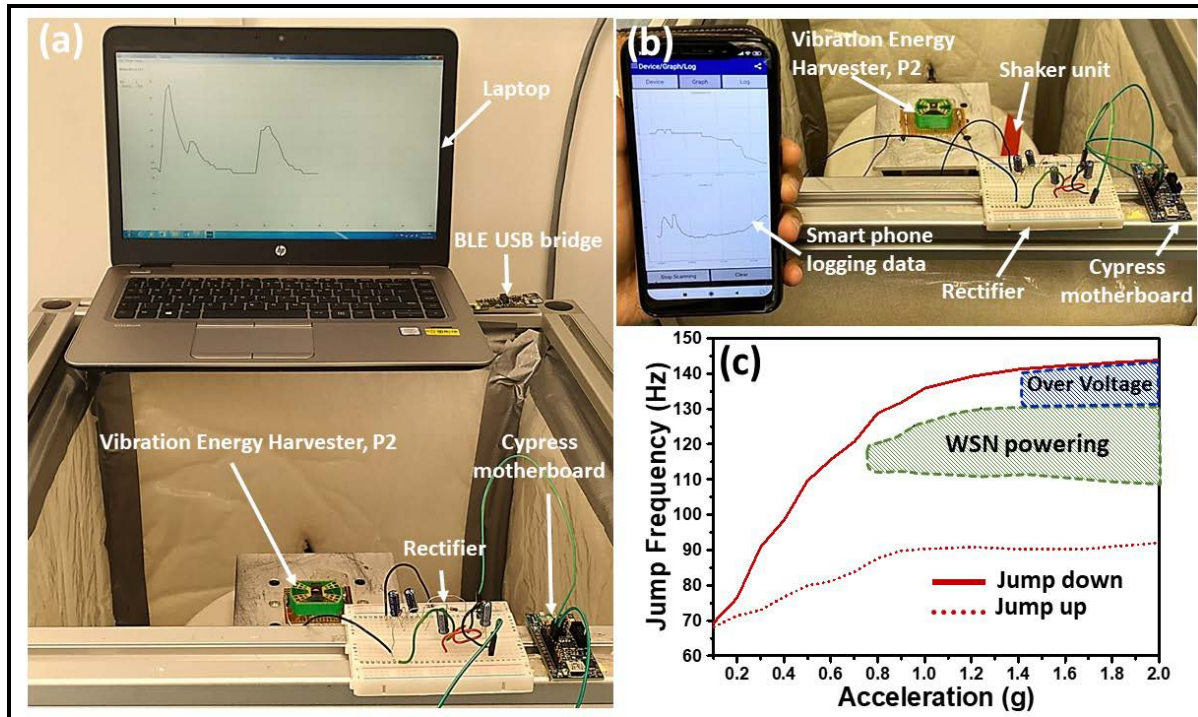 (a)
Laptop
BLE USB bridge
Vibration Energy Harvester, P2
Cypress
motherboard
Rectifier
hp
(b)
Device/Graph/Log
Device
Graph
Log
Stop Scanning
Clear
Vibration Energy
Harvester, P2
Shaker unit
Smart phone
logging data
Rectifier
Cypress
motherboard
(c)
Jump Frequency (Hz)
150
140
130
120
110
100
90
80
70
60
Over Voltage
WSN powering
Jump down
Jump up
0.2 0.4 0.6 0.8 1.0 1.2 1.4 1.6 1.8 2.0
Acceleration (g)